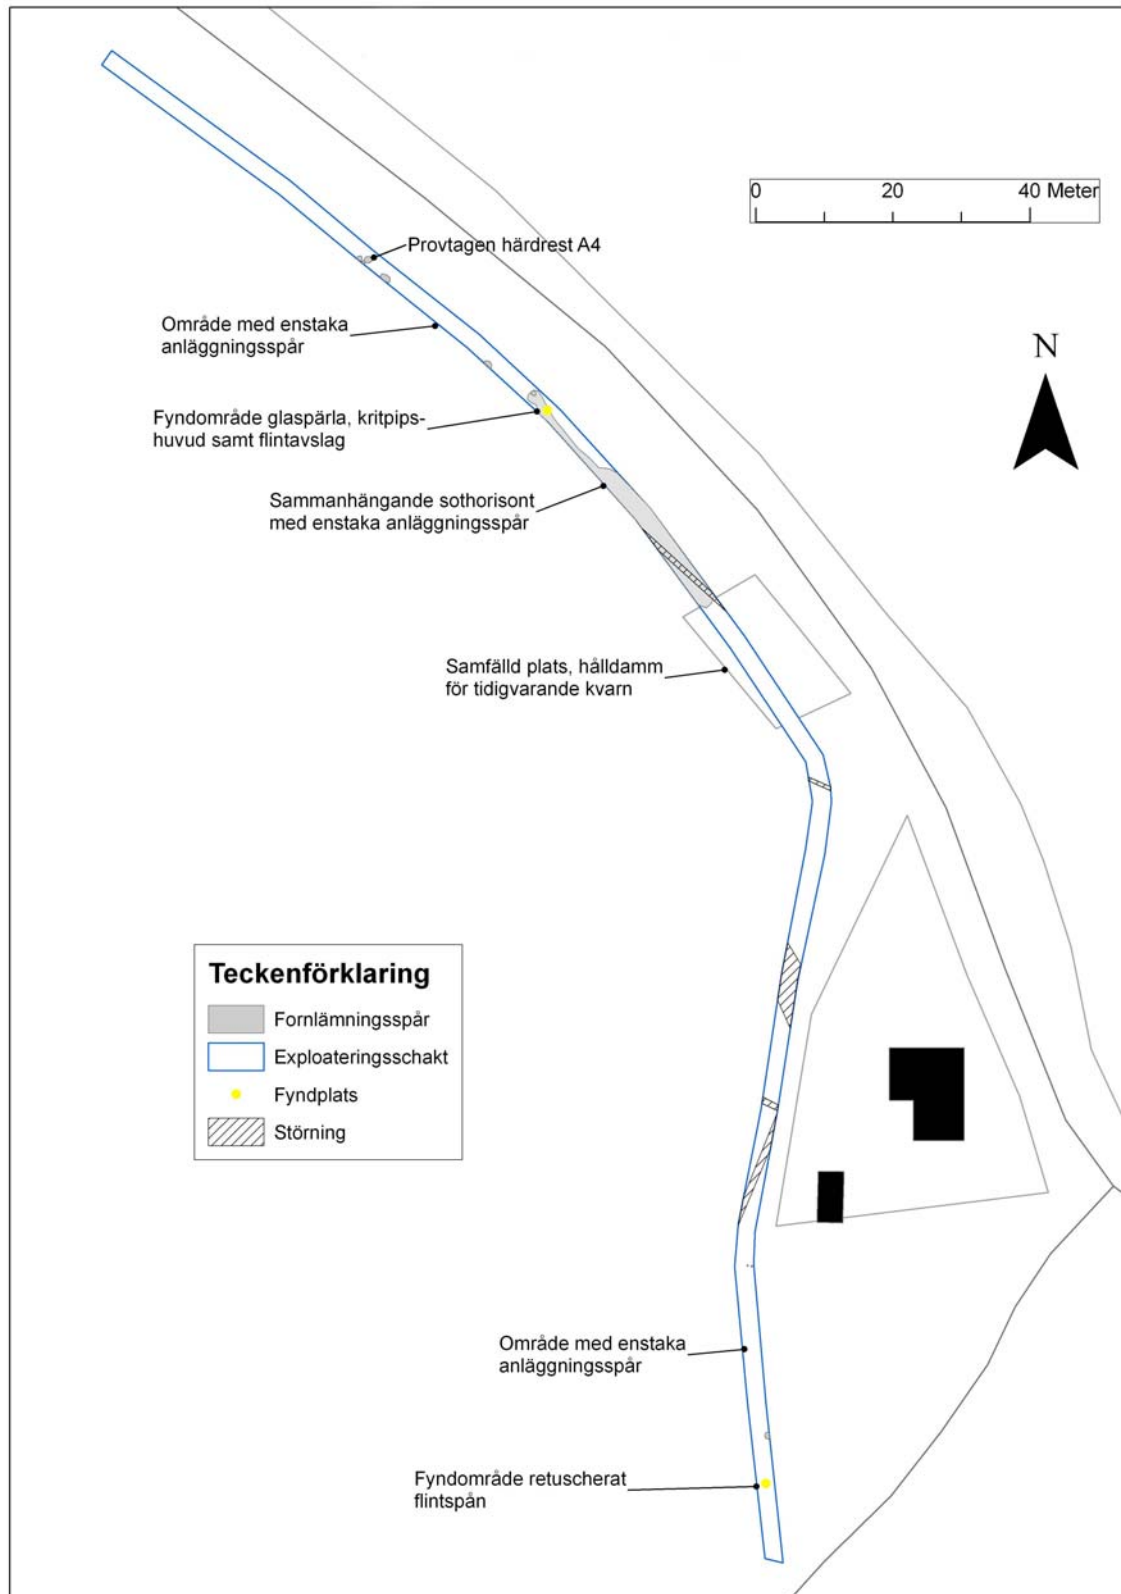 0 20 40 Meter
Provtagen härdrest A4
Område med enstaka
anläggningsspår
N
Fyndområde glaspärla, kritpips-
huvud samt flintavslag
Sammanhängande sothorisont
med enstaka anläggningsspår
Samfälld plats, hålldamm
för tidigvarande kvarn
Teckenförklaring
Fornlämningsspår
Exploateringsschakt
Fyndplats
Störning
Område med enstaka
anläggningsspår
Fyndområde retuscherat
flintspån